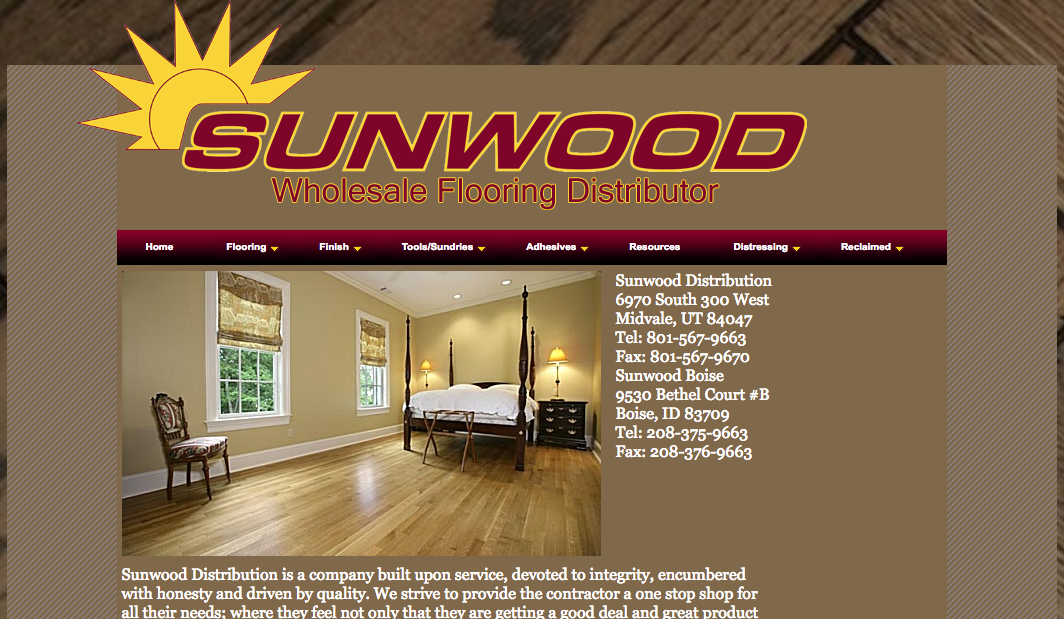 SUNWOOD
Wholesale Flooring Distributor
Home Flooring Finish Tools/Sundries Adhesives Resources Distressing Reclaimed
Sunwood Distribution
6970 South 300 West
Midvale, UT 84047
Tel: 801-567-9663
Fax: 801-567-9670
Sunwood Boise
9530 Bethel Court #B
Boise, ID 83709
Tel: 208-375-9663
Fax: 208-376-9663
Sunwood Distribution is a company built upon service, devoted to integrity, encumbered
with honesty and driven by quality. We strive to provide the contractor a one stop shop for
all their needs; where they feel not only that they are getting a good deal and great product